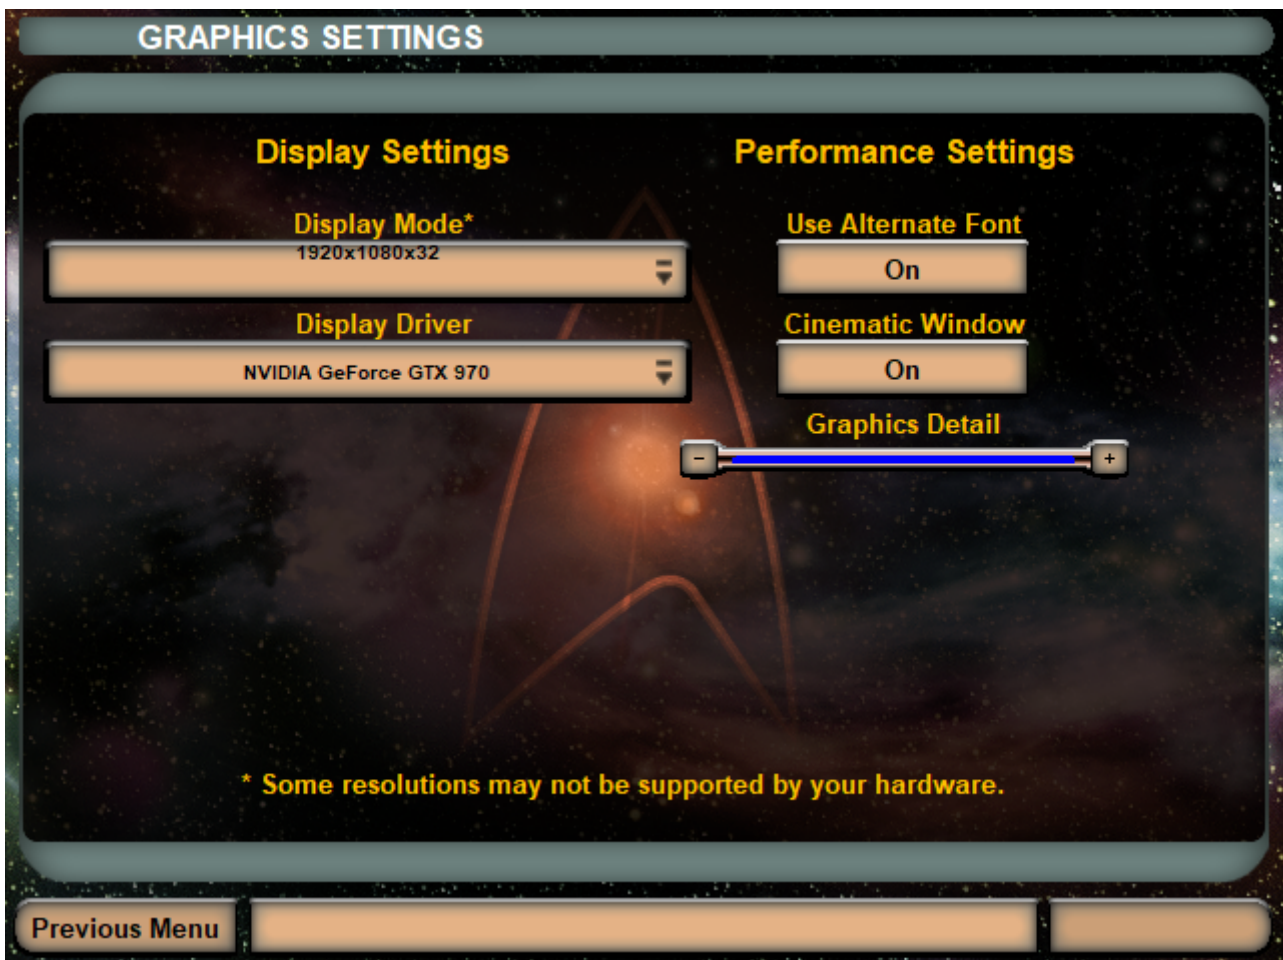 GRAPHICS SETTINGS
Display Settings
Display Mode*
1920x1080x32
Display Driver
NVIDIA GeForce GTX 970
Performance Settings
Use Alternate Font
On
Cinematic Window
On
Graphics Detail
- +
* Some resolutions may not be supported by your hardware.
Previous Menu